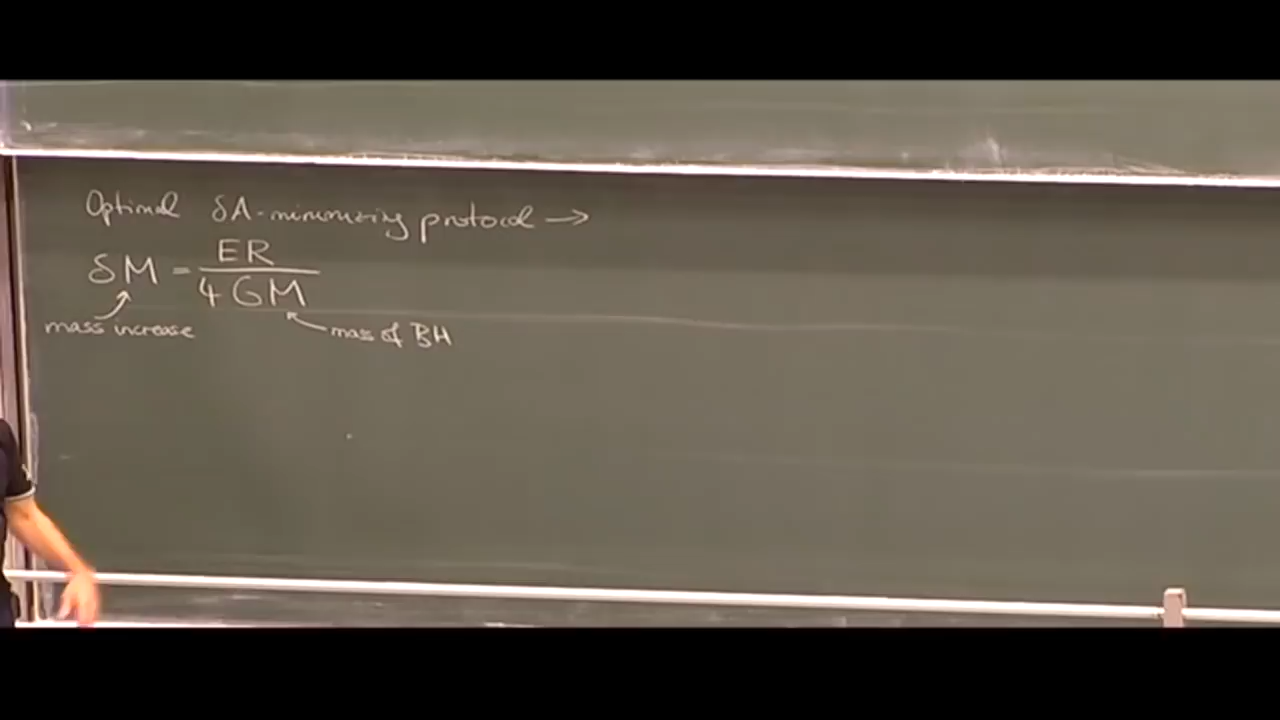 Optimal δA-minimizing protocol →
δM = ER / 4GM
mass increase
mass of BH